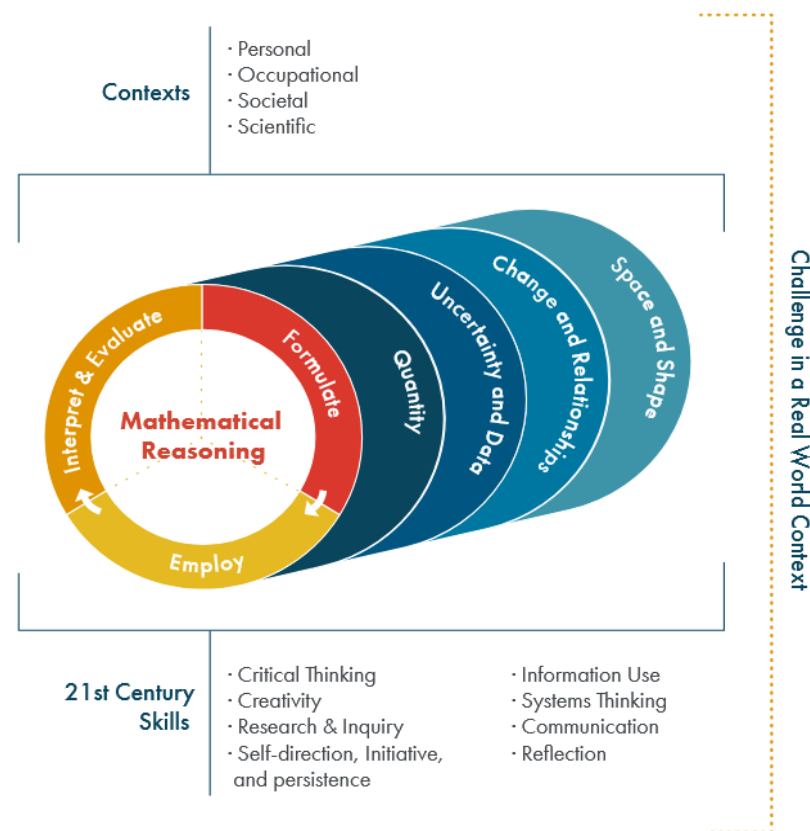 Contexts
· Personal
· Occupational
· Societal
· Scientific
Interpret & Evaluate
Formulate
Employ
Mathematical
Reasoning
Quantity
Uncertainty and Data
Change and Relationships
Space and Shape
Challenge in a Real World Context
21st Century
Skills
· Critical Thinking
· Creativity
· Research & Inquiry
· Self-direction, Initiative,
and persistence
· Information Use
· Systems Thinking
· Communication
· Reflection